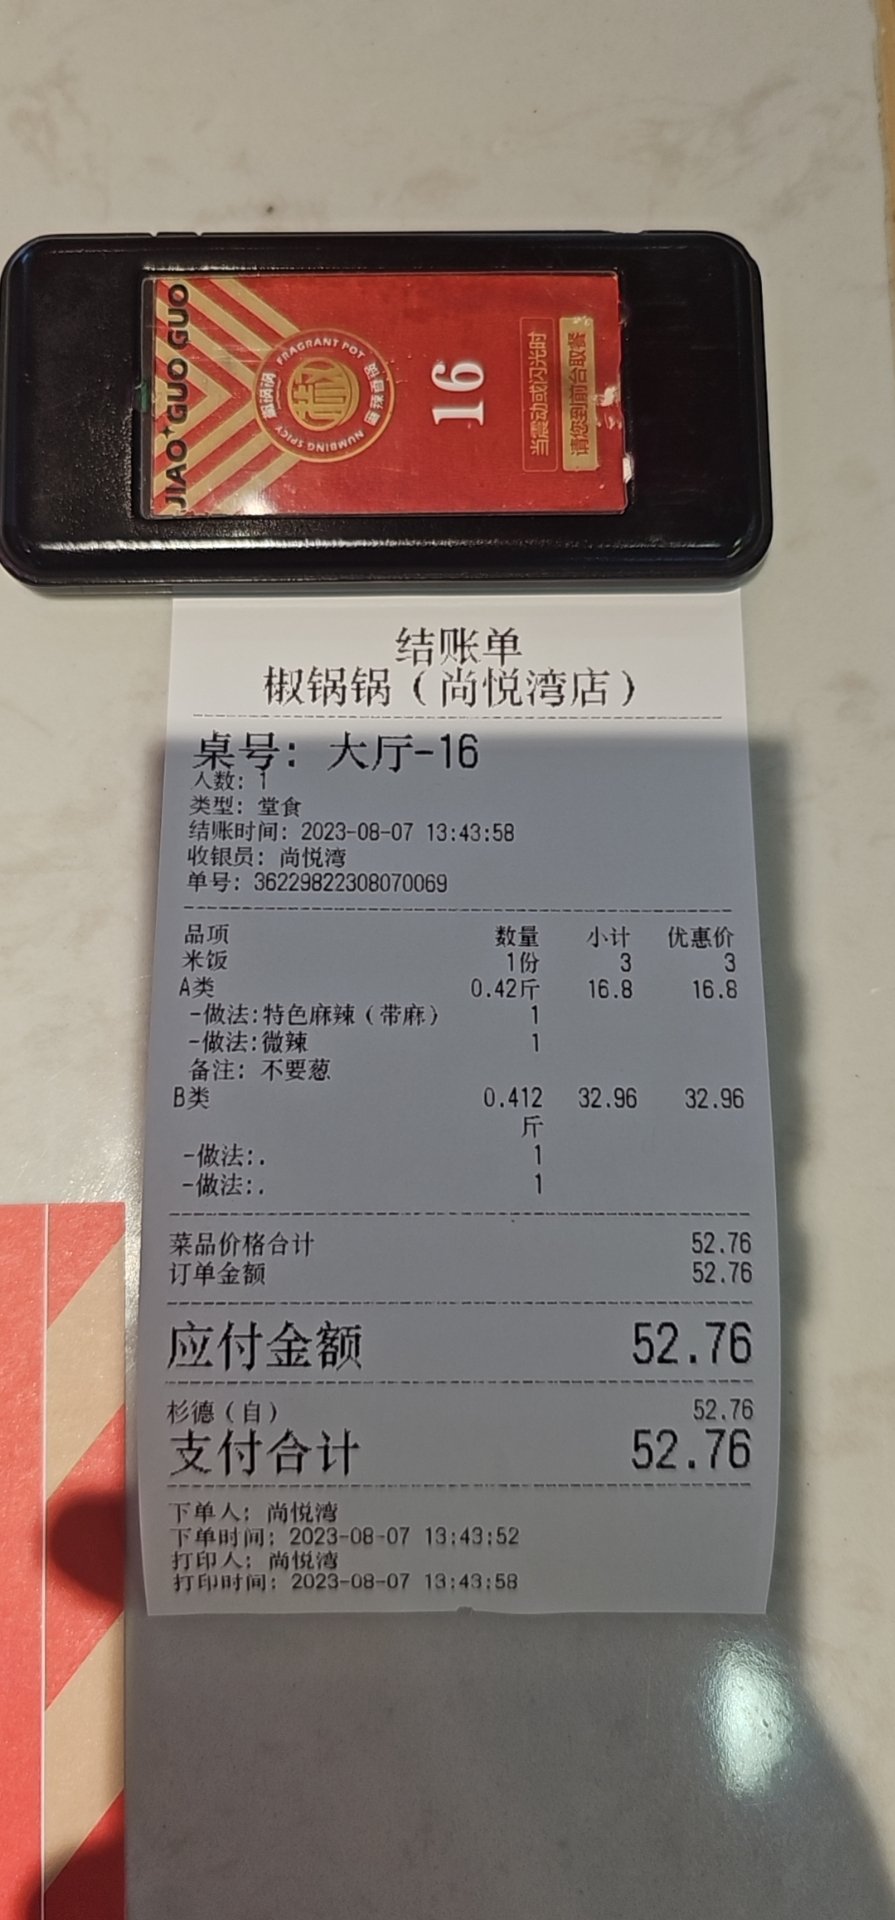 JIAO GUO GUO
FRAGRANT POT
椒锅锅
麻辣香锅
NUMBING SPICY
16
当震动或闪光时
请您到前台取餐
结账单
椒锅锅（尚悦湾店）
桌号：大厅-16
人数：1
类型：堂食
结账时间：2023-08-07 13:43:58
收银员：尚悦湾
单号：36229822308070069
品项 数量 小计 优惠价
米饭 1份 3 3
A类 0.42斤 16.8 16.8
-做法:特色麻辣（带麻） 1
-做法:微辣 1
备注：不要葱
B类 0.412 32.96 32.96
斤
-做法:. 1
-做法:. 1
菜品价格合计 52.76
订单金额 52.76
应付金额 52.76
杉德（自） 52.76
支付合计 52.76
下单人：尚悦湾
下单时间：2023-08-07 13:43:52
打印人：尚悦湾
打印时间：2023-08-07 13:43:58